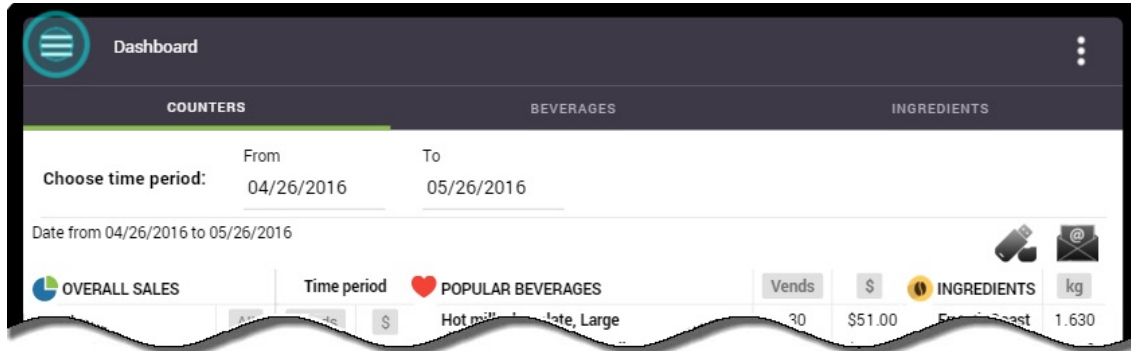 Dashboard
COUNTERS BEVERAGES INGREDIENTS
From To
Choose time period: 04/26/2016 05/26/2016
Date from 04/26/2016 to 05/26/2016
@
OVERALL SALES Time period POPULAR BEVERAGES Vends $ INGREDIENTS kg
$ Hot Large 30 $51.00 1.630